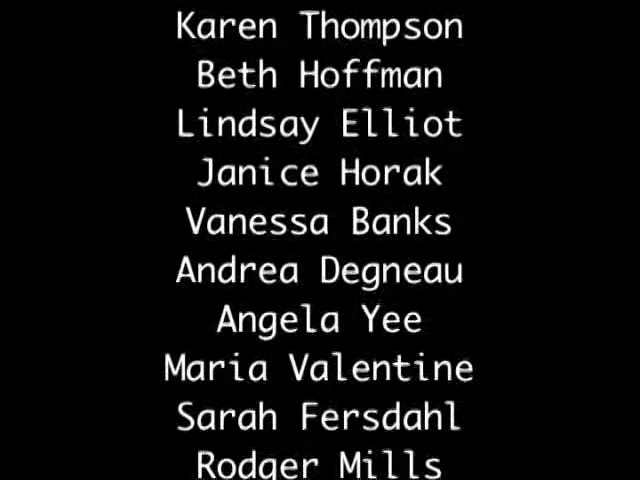 Karen Thompson
Beth Hoffman
Lindsay Elliot
Janice Horak
Vanessa Banks
Andrea Degneau
Angela Yee
Maria Valentine
Sarah Fersdahl
Rodger Mills